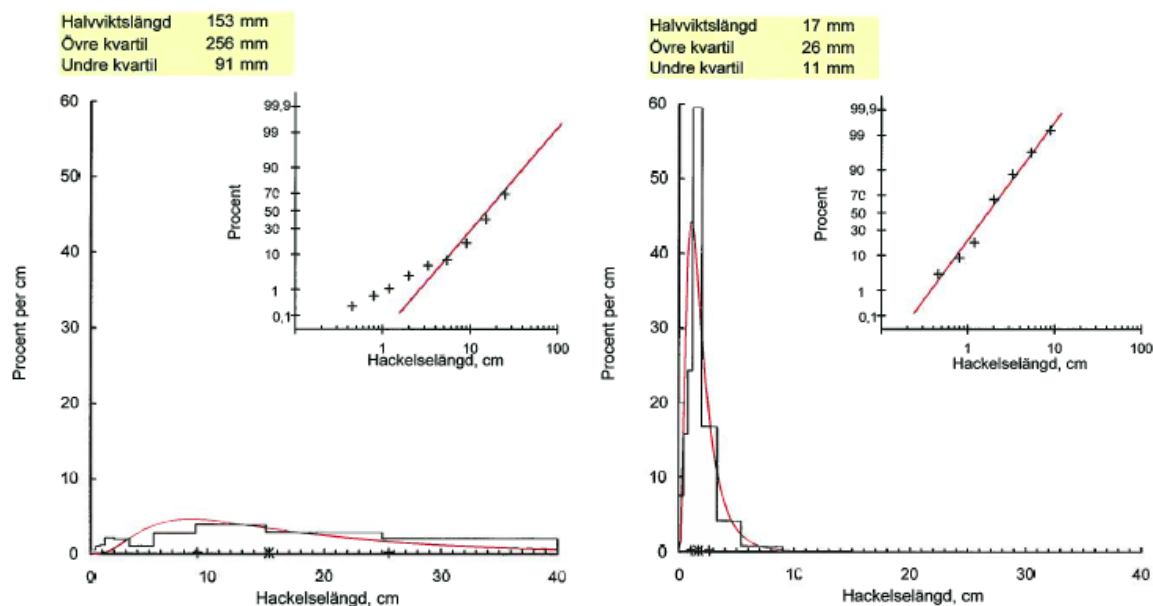 Halvviktslängd 153 mm
Övre kvartil 256 mm
Undre kvartil 91 mm
60
50
40
30
20
10
0
Procent per cm
0 10 20 30 40
Hackelselängd, cm
99,9
99
90
70
50
30
10
1
0,1
Procent
1 10 100
Hackelselängd, cm
Halvviktslängd 17 mm
Övre kvartil 26 mm
Undre kvartil 11 mm
60
50
40
30
20
10
0
Procent per cm
0 10 20 30 40
Hackelselängd, cm
99,9
99
90
70
50
30
10
1
0,1
Procent
1 10 100
Hackelselängd, cm